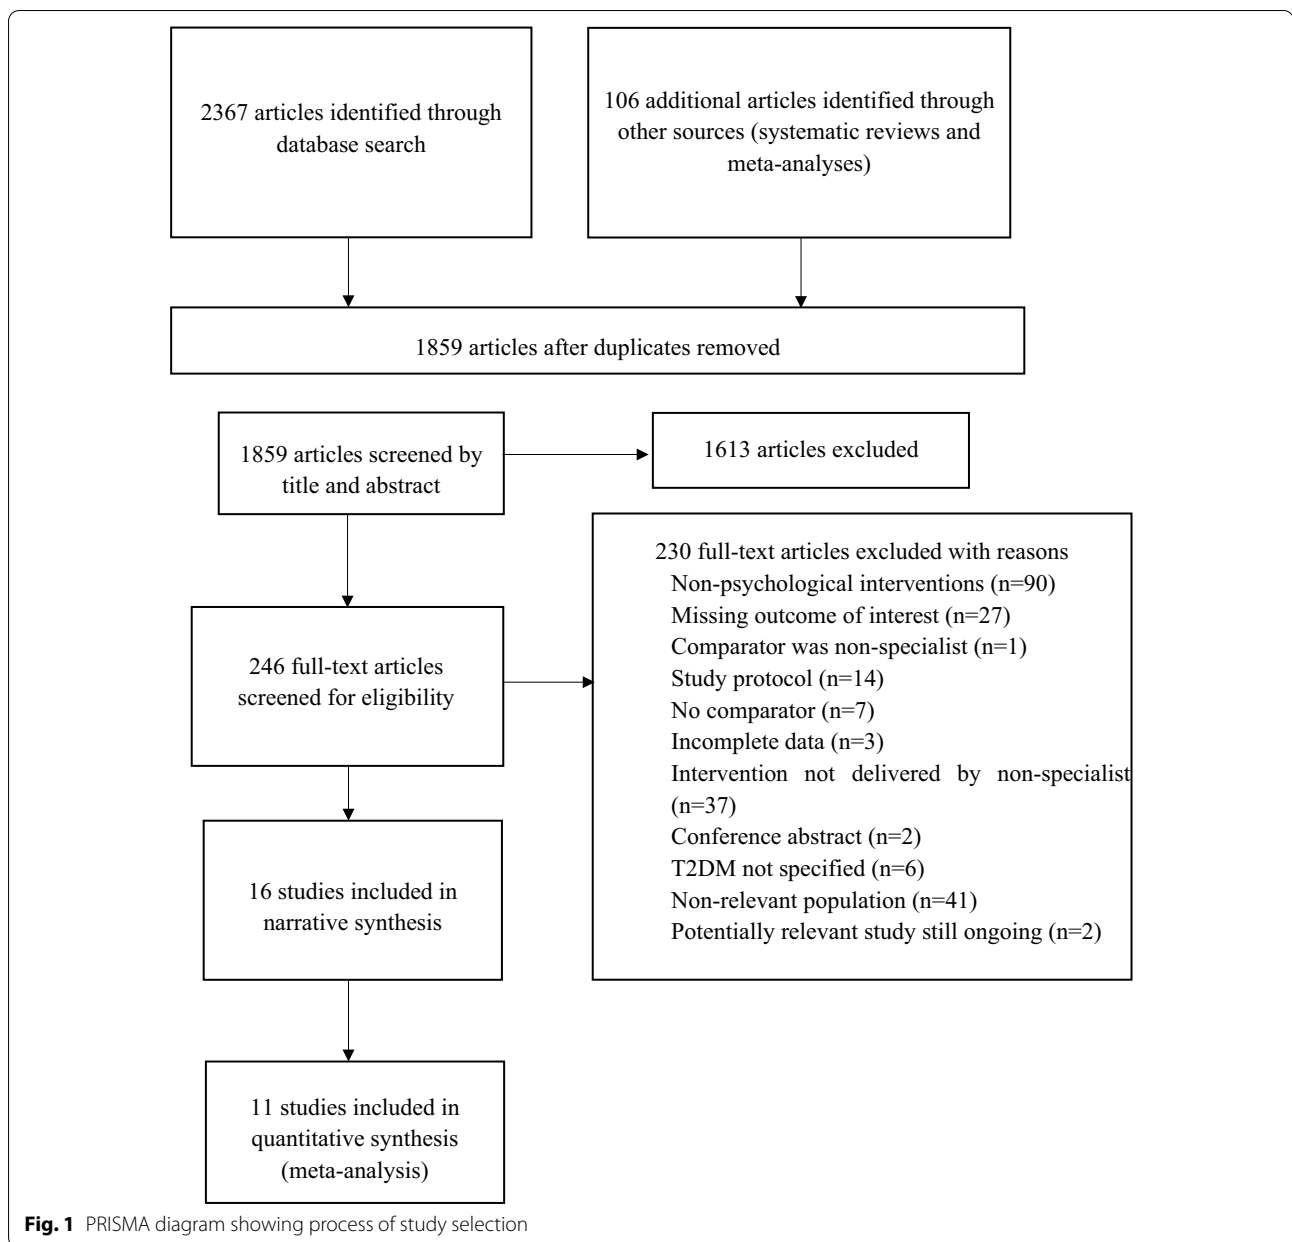 2367 articles identified through
database search
106 additional articles identified through
other sources (systematic reviews and
meta-analyses)
1859 articles after duplicates removed
1859 articles screened by
title and abstract
1613 articles excluded
246 full-text articles
screened for eligibility
230 full-text articles excluded with reasons
Non-psychological interventions (n=90)
Missing outcome of interest (n=27)
Comparator was non-specialist (n=1)
Study protocol (n=14)
No comparator (n=7)
Incomplete data (n=3)
Intervention not delivered by non-specialist
(n=37)
Conference abstract (n=2)
T2DM not specified (n=6)
Non-relevant population (n=41)
Potentially relevant study still ongoing (n=2)
16 studies included in
narrative synthesis
11 studies included in
quantitative synthesis
(meta-analysis)
Fig. 1 PRISMA diagram showing process of study selection